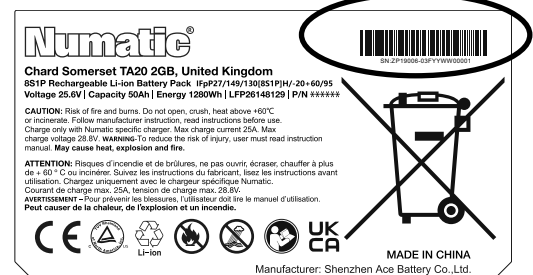 Numatic®
SN:ZP19006-03FYYWW00001
Chard Somerset TA20 2GB, United Kingdom
8S1P Rechargeable Li-ion Battery Pack IFpP27/149/130[8S1P]H/-20+60/95
Voltage 25.6V | Capacity 50Ah | Energy 1280Wh | LFP26148129 | P/N ******
CAUTION: Risk of fire and burns. Do not open, crush, heat above +60℃
or incinerate. Follow manufacturer instruction, read instructions before use.
Charge only with Numatic specific charger. Max charge current 25A. Max
charge voltage 28.8V. WARNING-To reduce the risk of injury, user must read instruction
manual. May cause heat, explosion and fire.
ATTENTION: Risques d'incendie et de brûlures, ne pas ouvrir, écraser, chauffer à plus
de + 60 ° C ou incinérer. Suivez les instructions du fabricant, lisez les instructions avant
utilisation. Chargez uniquement avec le chargeur spécifique Numatic.
Courant de charge max. 25A, tension de charge max. 28.8V.
AVERTISSEMENT – Pour prévenir les blessures, l'utilisateur doit lire le manuel d'utilisation.
Peut causer de la chaleur, de l'explosion et un incendie.
CE
C US
Li-ion
UK
CA
MADE IN CHINA
Manufacturer: Shenzhen Ace Battery Co.,Ltd.